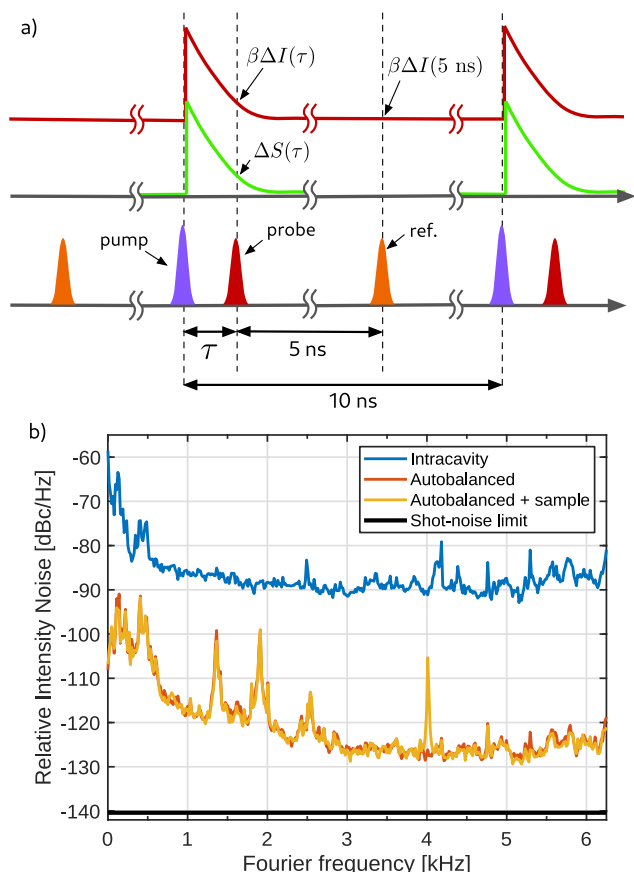 a)
βΔI(τ)
βΔI(5 ns)
ΔS(τ)
pump
probe
ref.
τ
5 ns
10 ns
b)
Intracavity
Autobalanced
Autobalanced + sample
Shot-noise limit
-60
-70
-80
-90
-100
-110
-120
-130
-140
Relative Intensity Noise [dBc/Hz]
0 1 2 3 4 5 6
Fourier frequency [kHz]